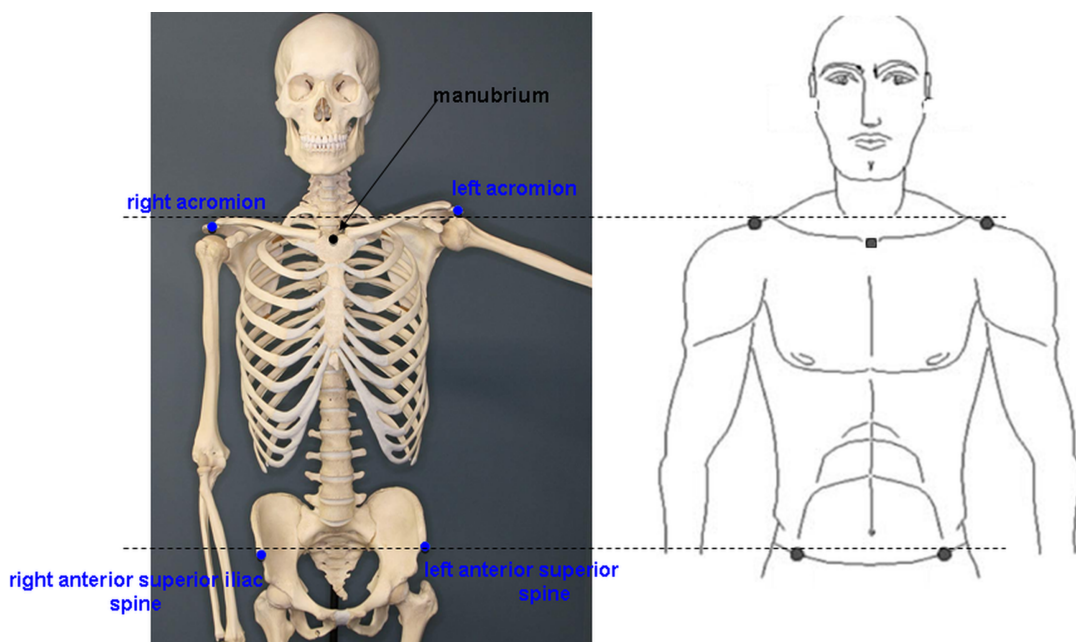 manubrium
left acromion
right acromion
right anterior superior iliac
spine
left anterior superior
spine